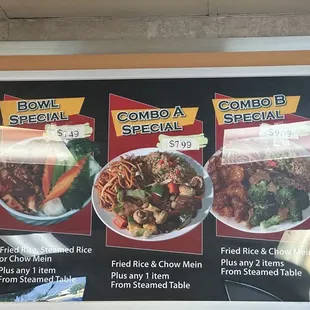 Bowl
Special
$7.49
Fried Rice, Steamed Rice
or Chow Mein
Plus any 1 item
From Steamed Table
Combo A
Special
$7.99
Fried Rice & Chow Mein
Plus any 1 item
From Steamed Table
Combo B
Special
Fried Rice & Chow Mein
Plus any 2 items
From Steamed Table